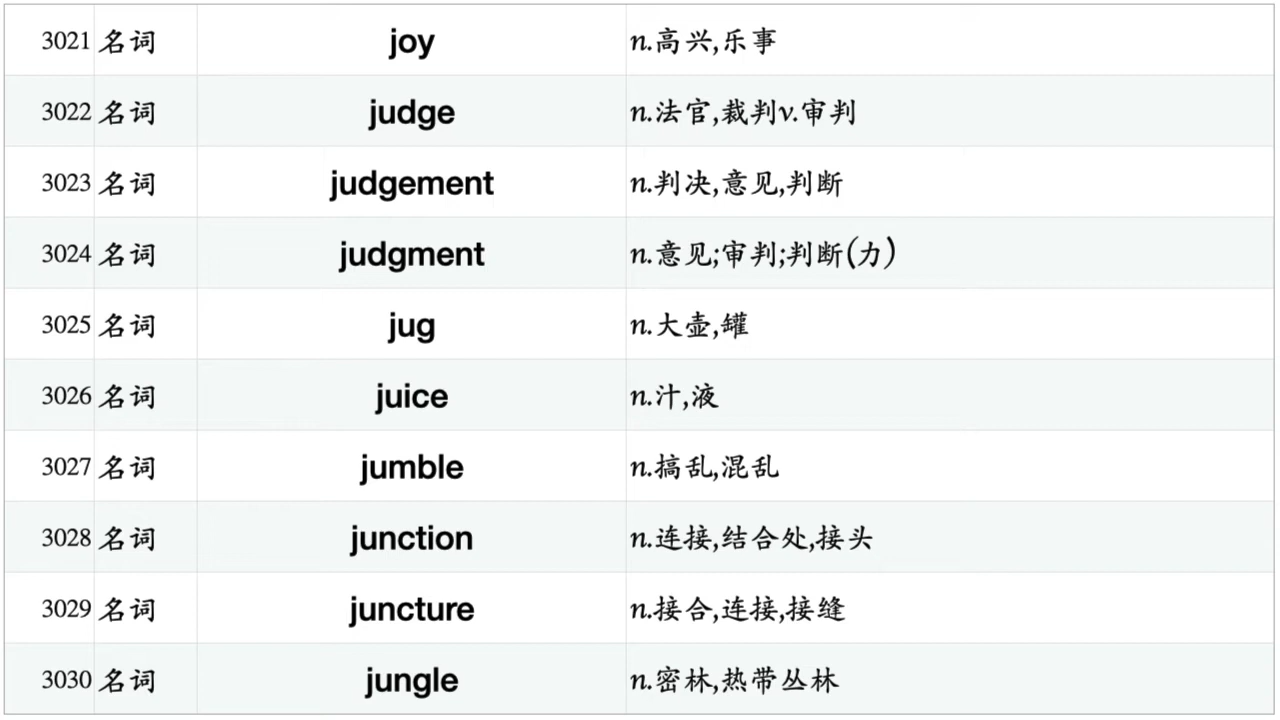 3021 名词 joy n.高兴,乐事
3022 名词 judge n.法官,裁判v.审判
3023 名词 judgement n.判决,意见,判断
3024 名词 judgment n.意见;审判;判断(力)
3025 名词 jug n.大壶,罐
3026 名词 juice n.汁,液
3027 名词 jumble n.搞乱,混乱
3028 名词 junction n.连接,结合处,接头
3029 名词 juncture n.接合,连接,接缝
3030 名词 jungle n.密林,热带丛林